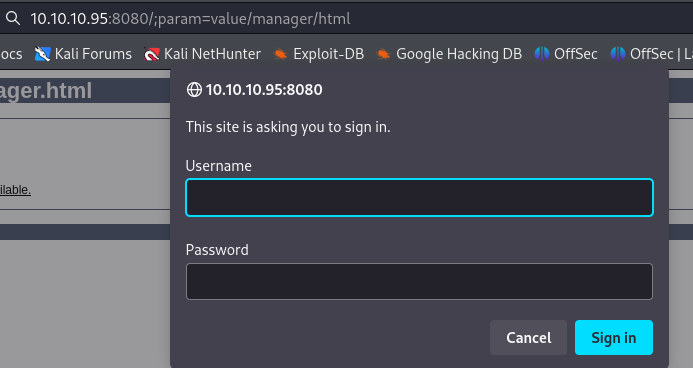 10.10.10.95:8080/;param=value/manager/html
ocs Kali Forums Kali NetHunter Exploit-DB Google Hacking DB OffSec OffSec | La
ager.html
10.10.10.95:8080
This site is asking you to sign in.
Username
ilable.
Password
Cancel Sign in